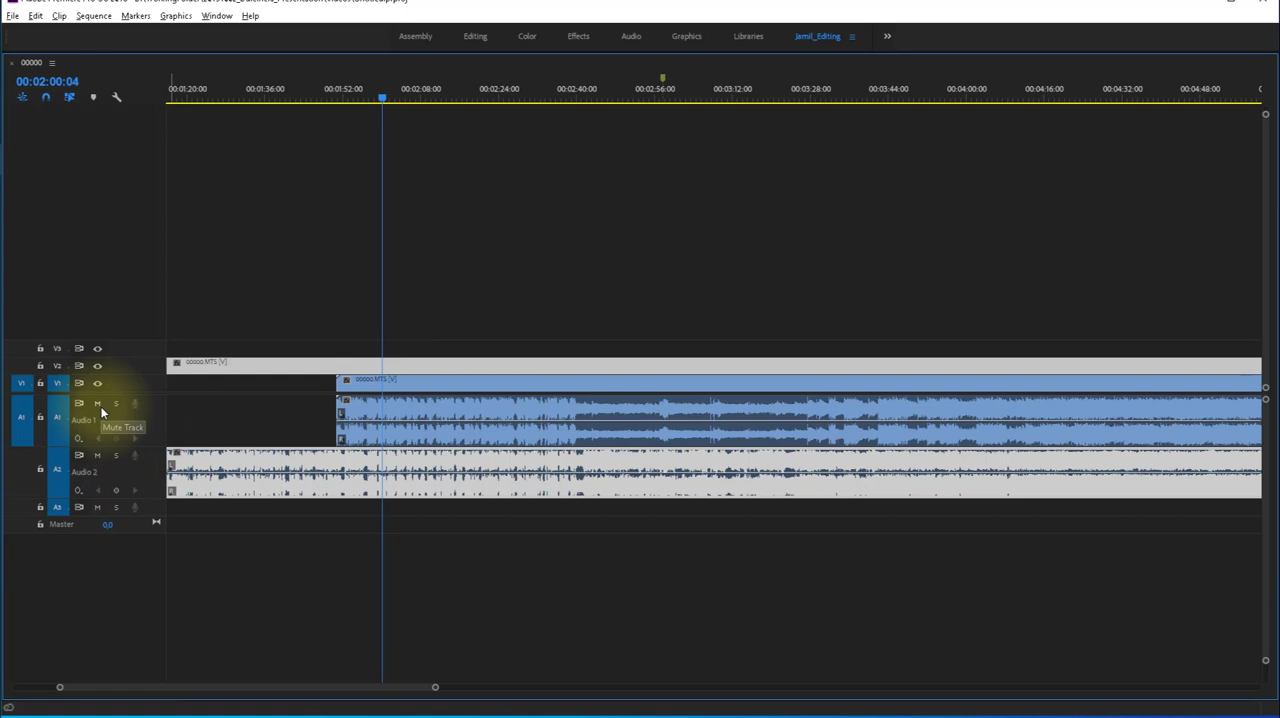 File Edit Clip Sequence Markers Graphics Window Help
Assembly Editing Color Effects Audio Graphics Libraries Jamil_Editing
00000
00:02:00:04
00:01:20:00 00:01:36:00 00:01:52:00 00:02:08:00 00:02:24:00 00:02:40:00 00:02:56:00 00:03:12:00 00:03:28:00 00:03:44:00 00:04:00:00 00:04:16:00 00:04:32:00 00:04:48:00
V3
V2 00000.MTS [V]
V1 V1 00000.MTS [V]
M S
A1 A1 Audio 1 L
Mute Track
R
M S
A2 Audio 2 L
R
A3 M S
Master 0,0